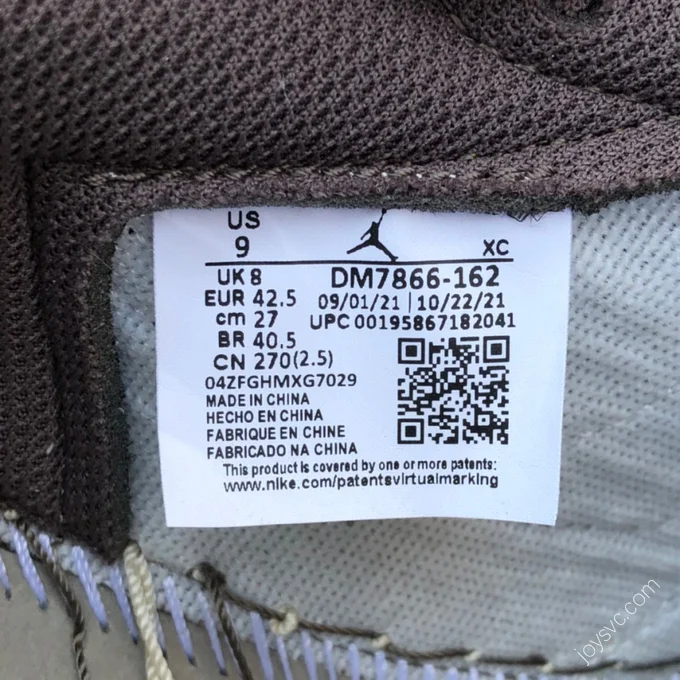 US
9
XC
UK 8
DM7866-162
EUR 42.5
09/01/21 | 10/22/21
cm 27
UPC 00195867182041
BR 40.5
CN 270(2.5)
04ZFGHMXG7029
MADE IN CHINA
HECHO EN CHINA
FABRIQUE EN CHINE
FABRICADO NA CHINA
This product is covered by one or more patents:
www.nike.com/patentsvirtualmarking
joysvc.com